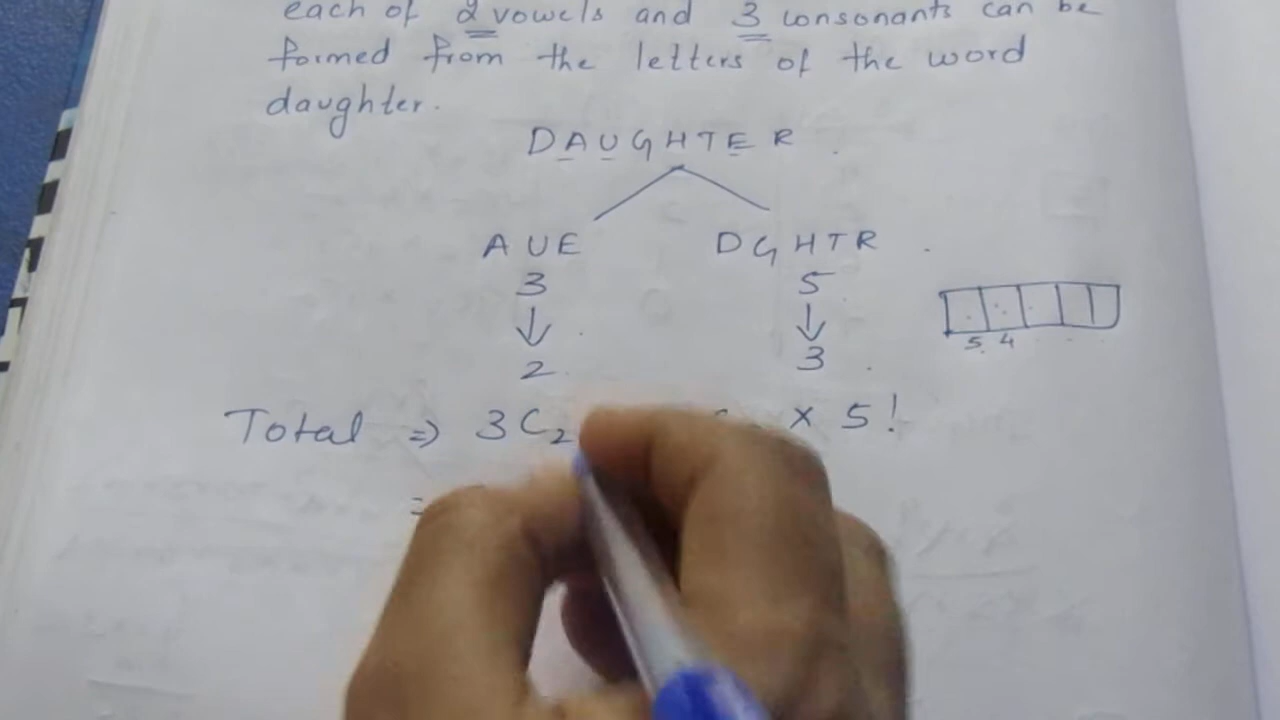 each of 2 vowels and 3 consonants can be
formed from the letters of the word
daughter.
DAUGHTER
AUE DGHTR
3 5
↓ ↓
2 3
5 4
Total ⇒ 3C₂ × 5!
=